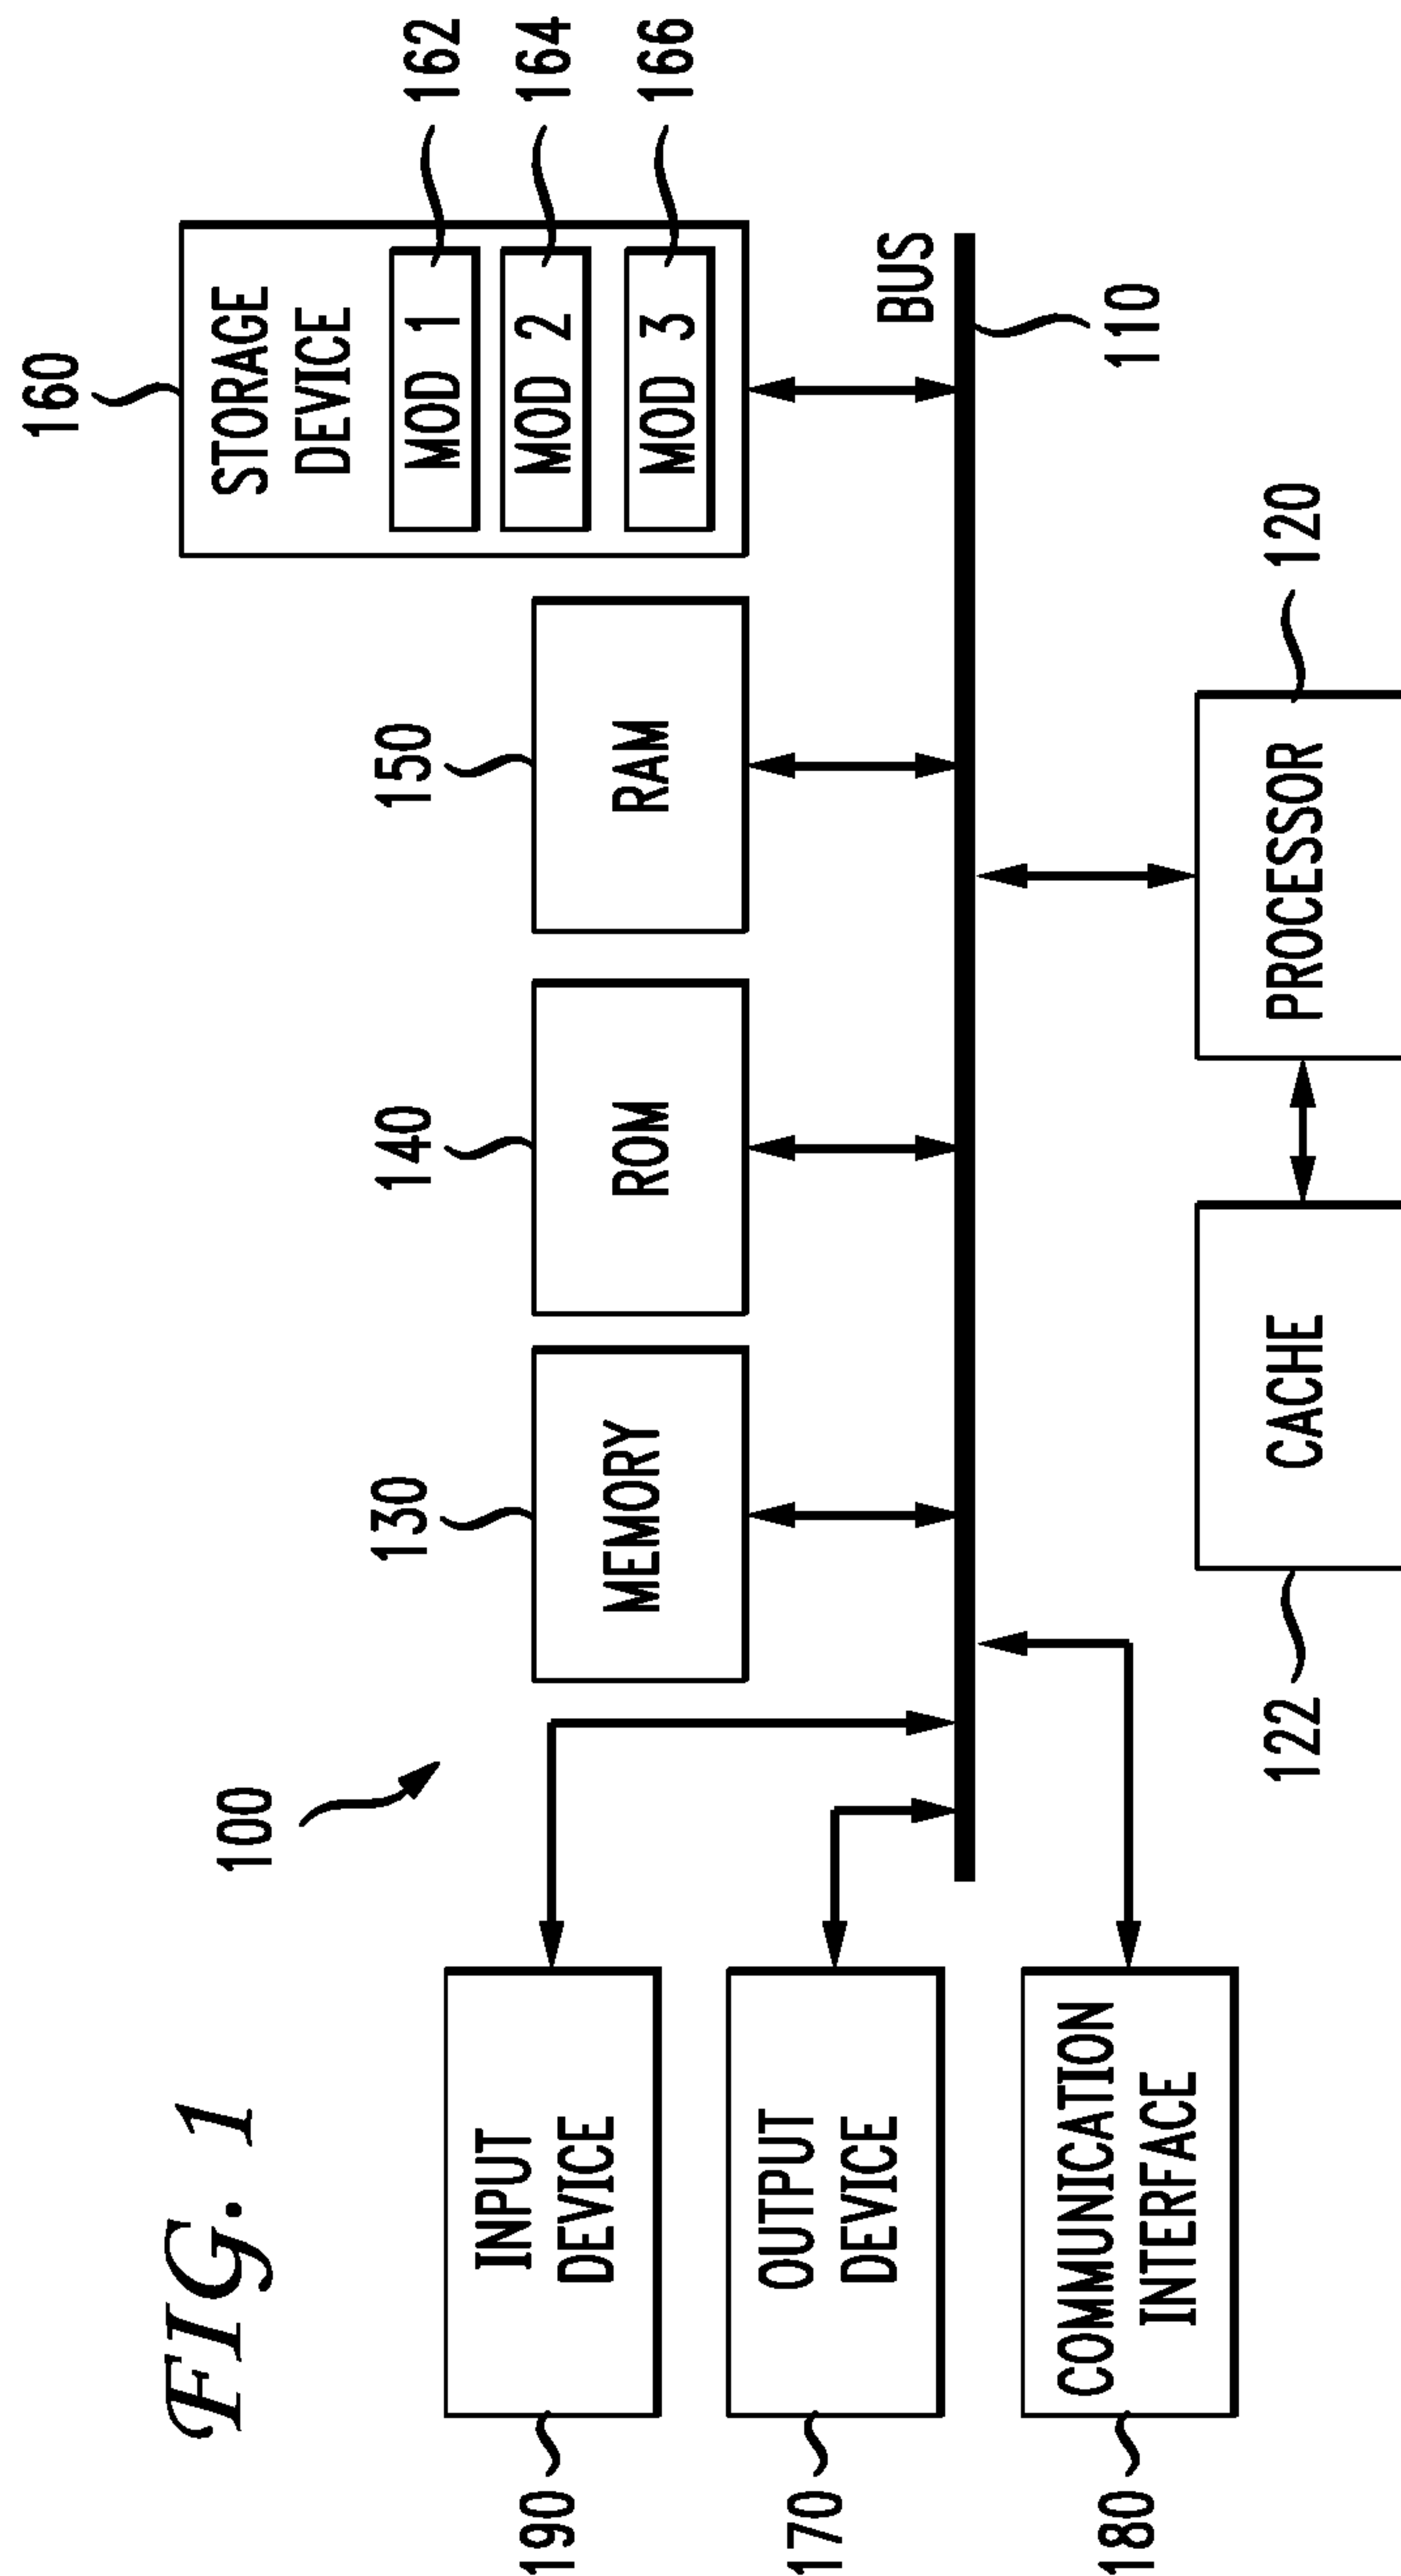 FIG. 1
100
160
STORAGE
DEVICE
MOD 1
162
MOD 2
164
MOD 3
166
130
140
150
MEMORY
ROM
RAM
190
INPUT
DEVICE
170
OUTPUT
DEVICE
BUS
110
180
COMMUNICATION
INTERFACE
122
CACHE
PROCESSOR
120